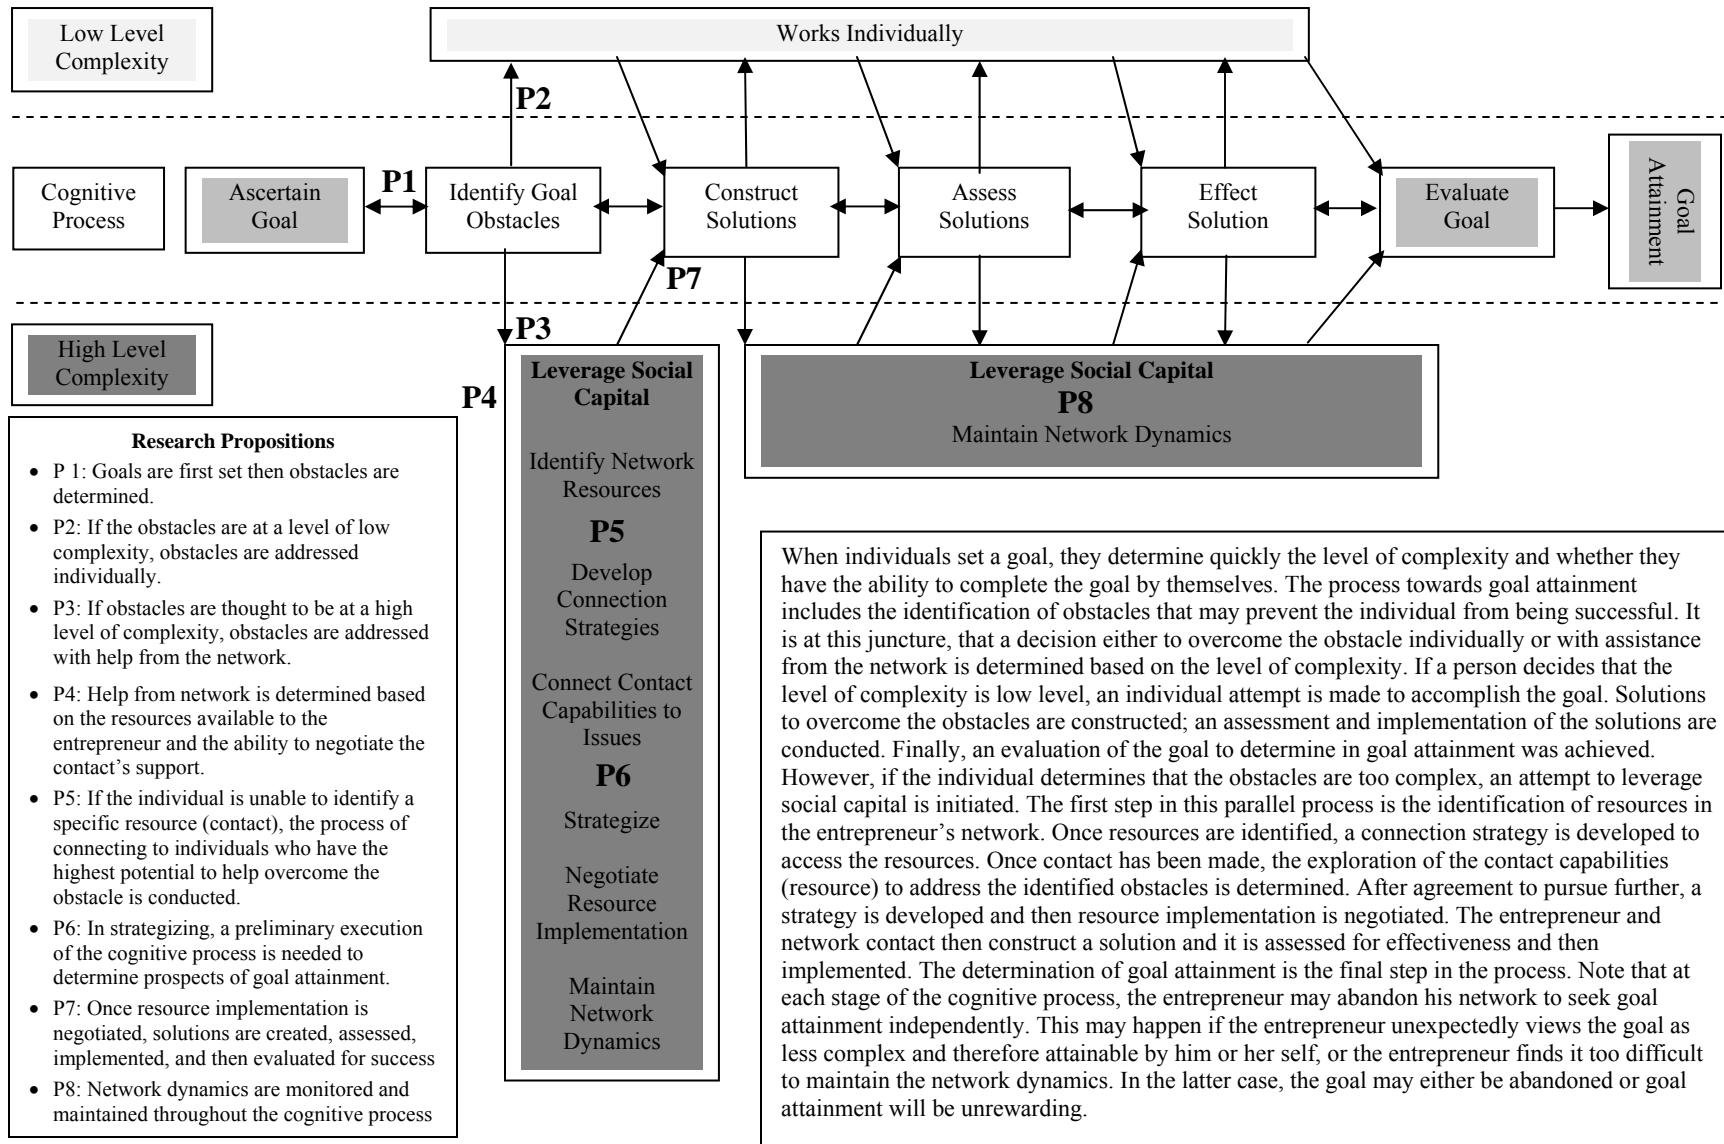 Low Level
Complexity
Works Individually
P2
Cognitive
Process
Ascertain
Goal
P1
Identify Goal
Obstacles
Construct
Solutions
Assess
Solutions
Effect
Solution
Evaluate
Goal
Goal
Attainment
P7
P3
High Level
Complexity
P4
Leverage Social
Capital
Identify Network
Resources
P5
Develop
Connection
Strategies
Connect Contact
Capabilities to
Issues
P6
Strategize
Negotiate
Resource
Implementation
Maintain
Network
Dynamics
Leverage Social Capital
P8
Maintain Network Dynamics
Research Propositions
• P 1: Goals are first set then obstacles are
determined.
• P2: If the obstacles are at a level of low
complexity, obstacles are addressed
individually.
• P3: If obstacles are thought to be at a high
level of complexity, obstacles are addressed
with help from the network.
• P4: Help from network is determined based
on the resources available to the
entrepreneur and the ability to negotiate the
contact’s support.
• P5: If the individual is unable to identify a
specific resource (contact), the process of
connecting to individuals who have the
highest potential to help overcome the
obstacle is conducted.
• P6: In strategizing, a preliminary execution
of the cognitive process is needed to
determine prospects of goal attainment.
• P7: Once resource implementation is
negotiated, solutions are created, assessed,
implemented, and then evaluated for success
• P8: Network dynamics are monitored and
maintained throughout the cognitive process
When individuals set a goal, they determine quickly the level of complexity and whether they
have the ability to complete the goal by themselves. The process towards goal attainment
includes the identification of obstacles that may prevent the individual from being successful. It
is at this juncture, that a decision either to overcome the obstacle individually or with assistance
from the network is determined based on the level of complexity. If a person decides that the
level of complexity is low level, an individual attempt is made to accomplish the goal. Solutions
to overcome the obstacles are constructed; an assessment and implementation of the solutions are
conducted. Finally, an evaluation of the goal to determine in goal attainment was achieved.
However, if the individual determines that the obstacles are too complex, an attempt to leverage
social capital is initiated. The first step in this parallel process is the identification of resources in
the entrepreneur’s network. Once resources are identified, a connection strategy is developed to
access the resources. Once contact has been made, the exploration of the contact capabilities
(resource) to address the identified obstacles is determined. After agreement to pursue further, a
strategy is developed and then resource implementation is negotiated. The entrepreneur and
network contact then construct a solution and it is assessed for effectiveness and then
implemented. The determination of goal attainment is the final step in the process. Note that at
each stage of the cognitive process, the entrepreneur may abandon his network to seek goal
attainment independently. This may happen if the entrepreneur unexpectedly views the goal as
less complex and therefore attainable by him or her self, or the entrepreneur finds it too difficult
to maintain the network dynamics. In the latter case, the goal may either be abandoned or goal
attainment will be unrewarding.